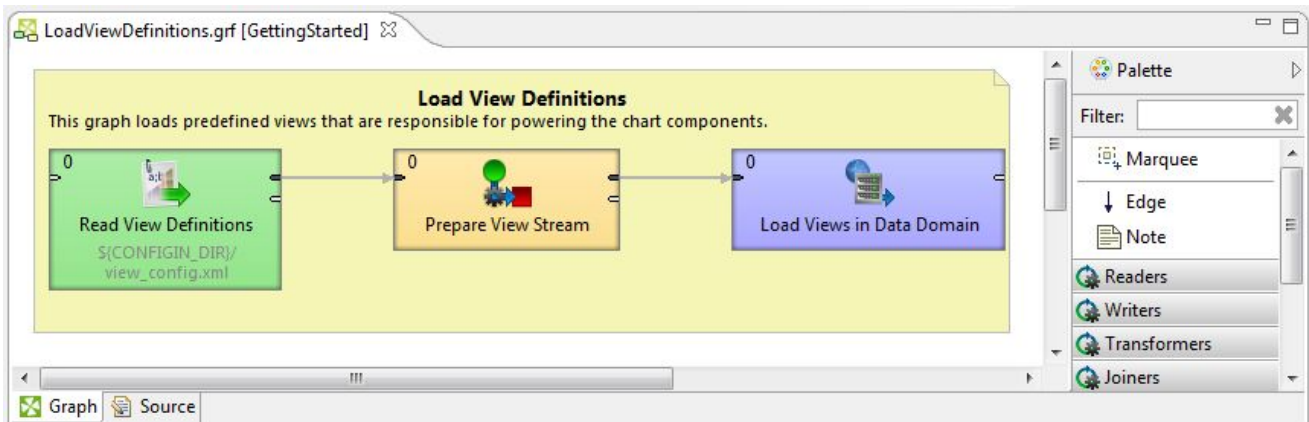 LoadViewDefinitions.grf [GettingStarted]
Load View Definitions
This graph loads predefined views that are responsible for powering the chart components.
0
Read View Definitions
${CONFIGIN_DIR}/
view_config.xml
0
Prepare View Stream
0
Load Views in Data Domain
Palette
Filter:
Marquee
Edge
Note
Readers
Writers
Transformers
Joiners
Graph
Source